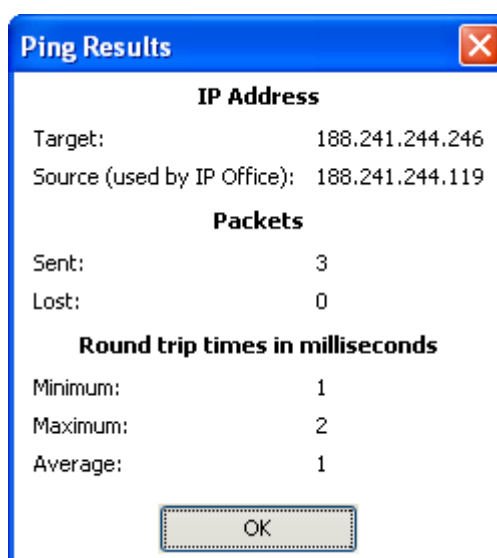 Ping Results
IP Address
Target: 188.241.244.246
Source (used by IP Office): 188.241.244.119
Packets
Sent: 3
Lost: 0
Round trip times in milliseconds
Minimum: 1
Maximum: 2
Average: 1
OK